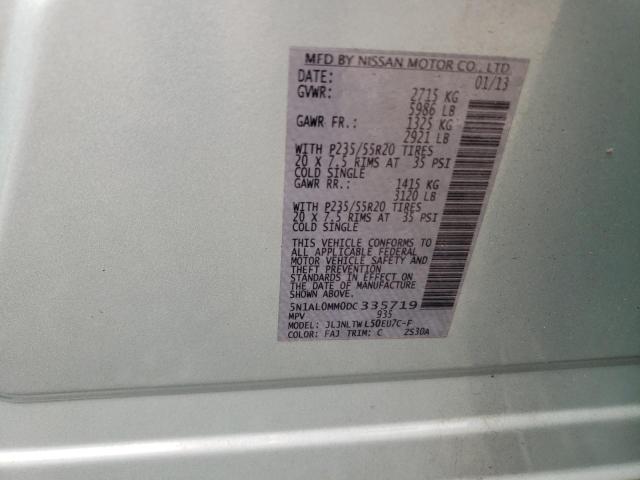 MFD BY NISSAN MOTOR CO., LTD
DATE: 01/13
GVWR: 2715 KG
5986 LB
GAWR FR.: 1325 KG
2921 LB
WITH P235/55R20 TIRES
20 X 7.5 RIMS AT 35 PSI
COLD SINGLE
GAWR RR.: 1415 KG
3120 LB
WITH P235/55R20 TIRES
20 X 7.5 RIMS AT 35 PSI
COLD SINGLE
THIS VEHICLE CONFORMS TO
ALL APPLICABLE FEDERAL
MOTOR VEHICLE SAFETY AND
THEFT PREVENTION
STANDARDS IN EFFECT ON
THE DATE OF MANUFACTURE
SHOWN ABOVE
5N1AL0MM0DC335719
MPV 935
MODEL: JLJNLTWL50EU7C-F
COLOR: FAJ TRIM: C 2S30A